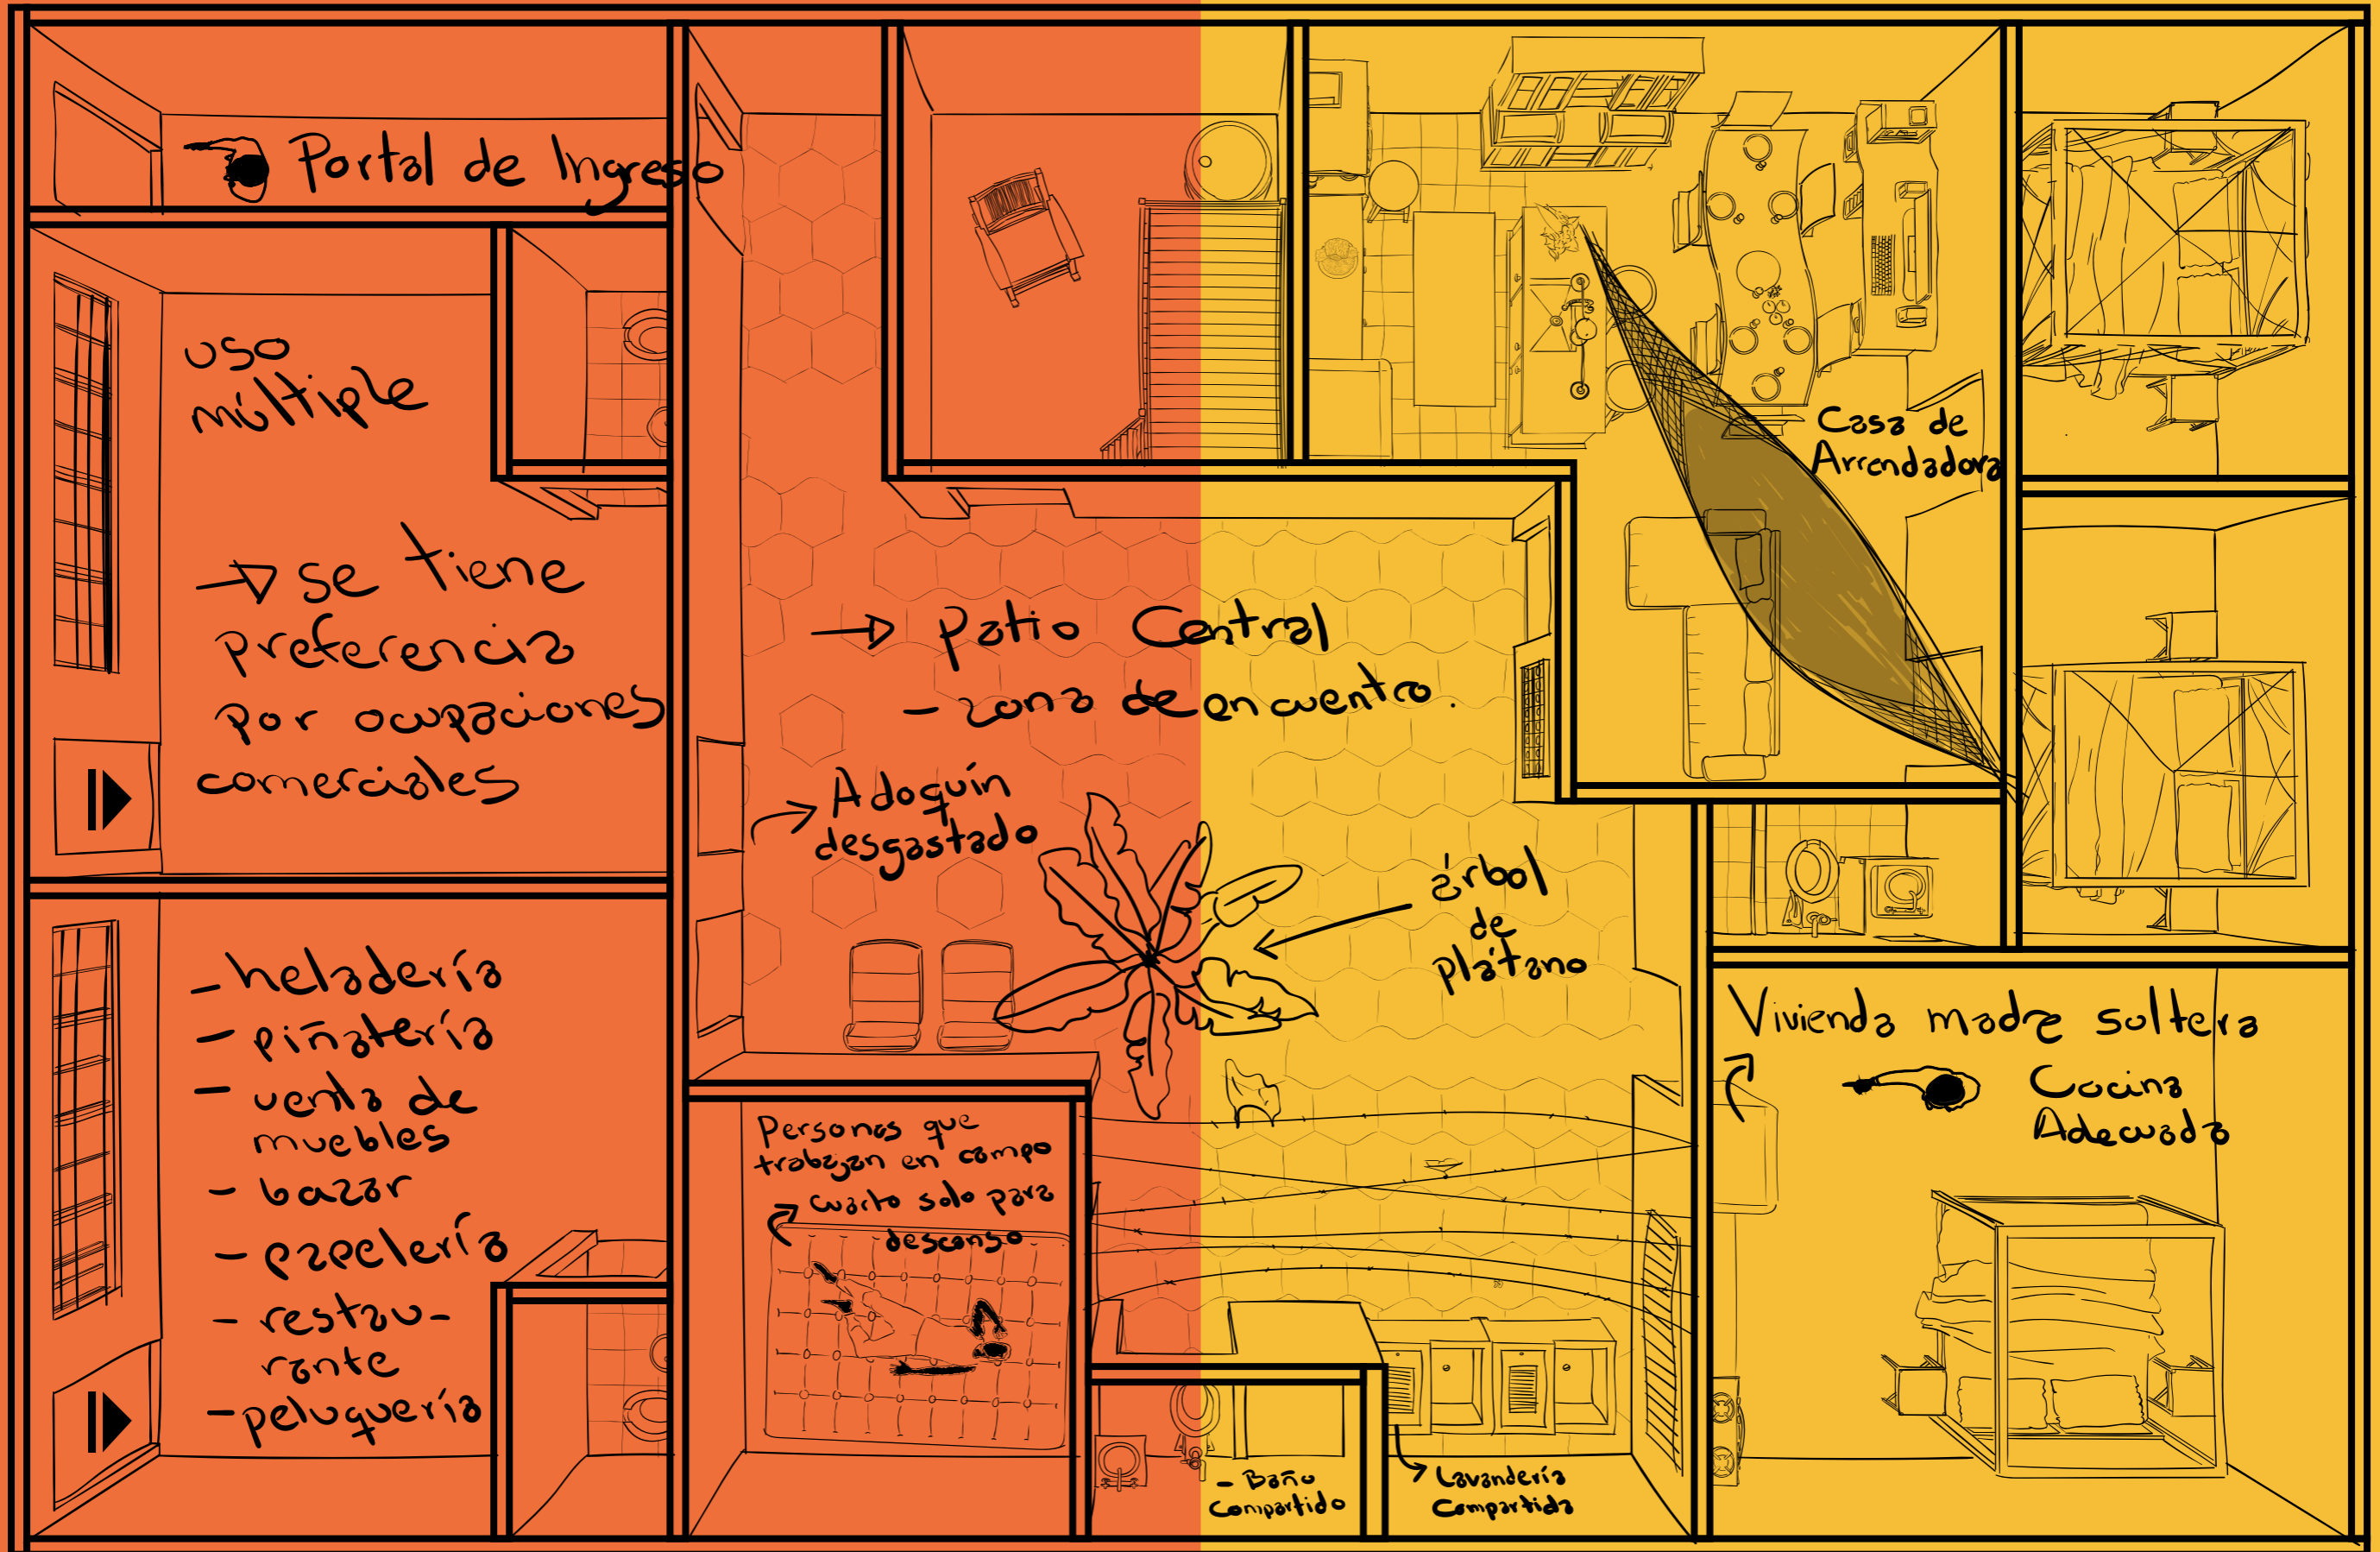 Portal de Ingreso
uso
múltiple
se tiene
preferencia
por ocupaciones
comerciales
- heladería
- piñatería
- venta de
muebles
- bazar
- papelería
- restau-
rante
- peluquería
Patio Central
- zona de encuentro.
Adoquín
desgastado
árbol
de
plátano
Casa de
Arrendadora
Personas que
trabajan en campo
cuarto solo para
descanso
- Baño
Compartido
Lavandería
Compartida
Vivienda madre soltera
Cocina
Adecuada